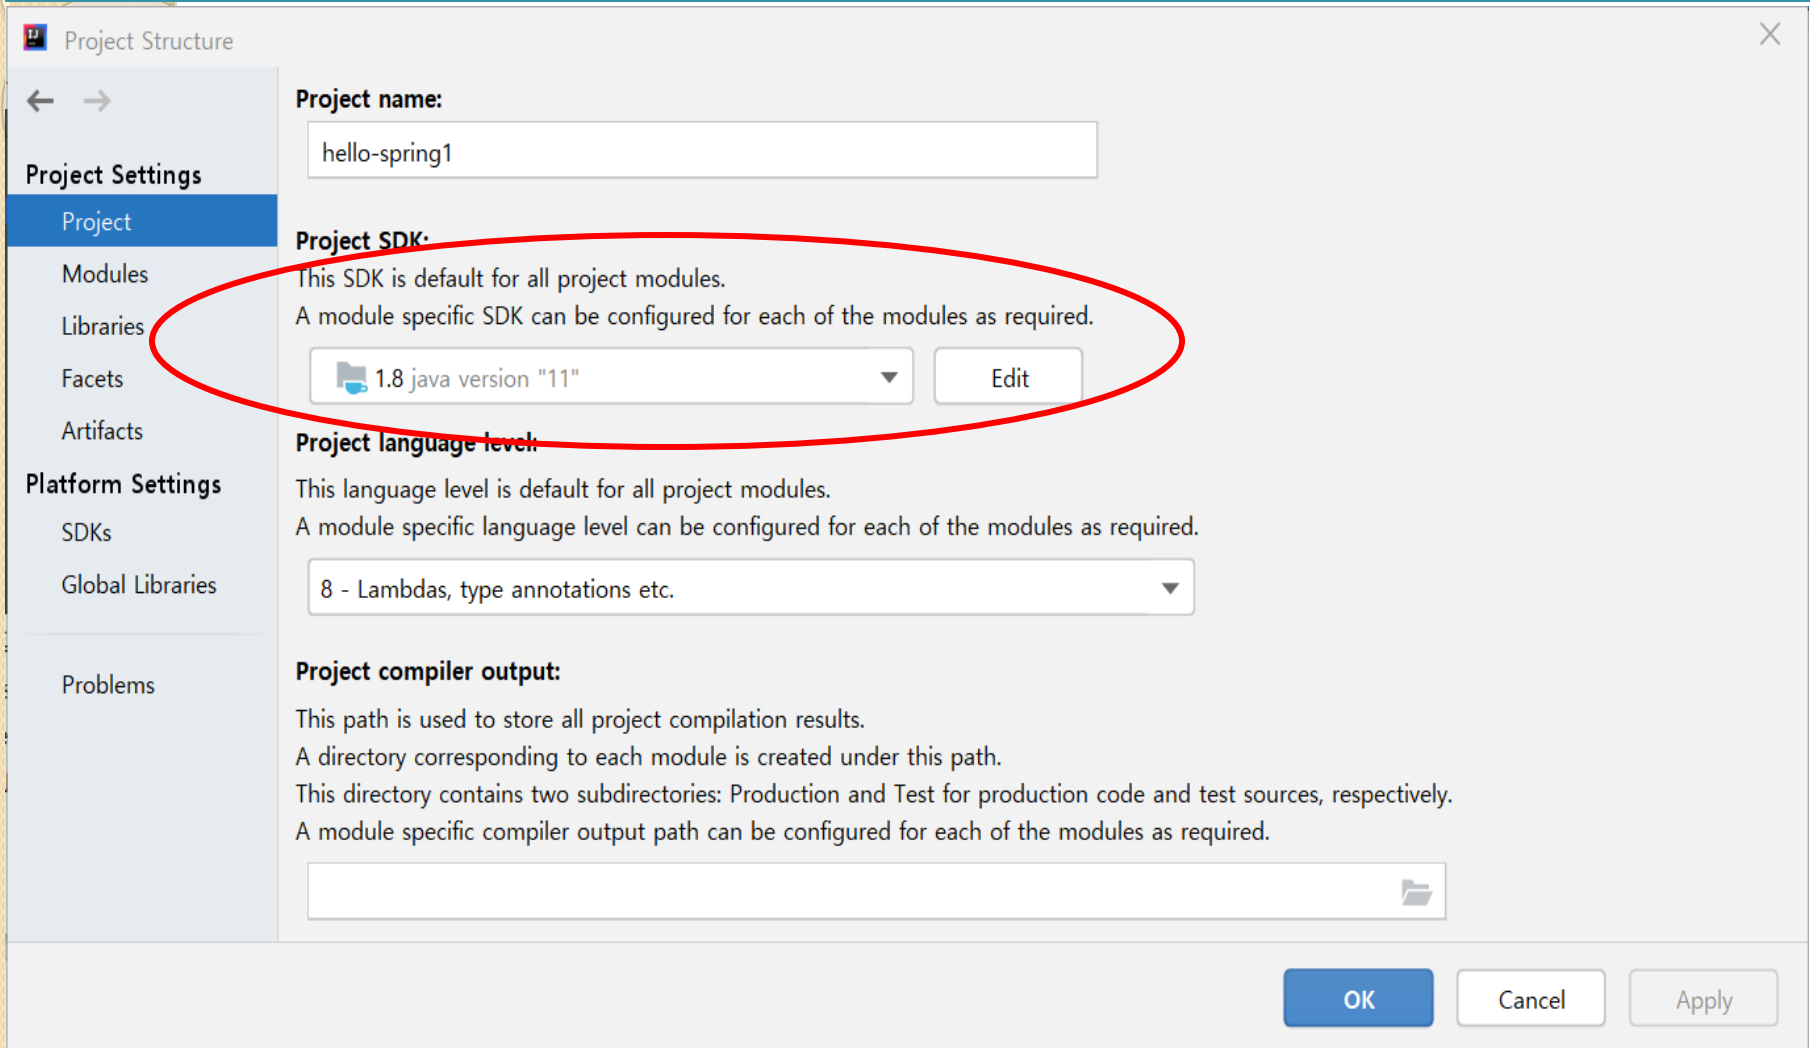 Project Structure
Project Settings
Project
Modules
Libraries
Facets
Artifacts
Platform Settings
SDKs
Global Libraries
Problems
Project name:
hello-spring1
Project SDK:
This SDK is default for all project modules.
A module specific SDK can be configured for each of the modules as required.
1.8 java version "11"
Edit
Project language level:
This language level is default for all project modules.
A module specific language level can be configured for each of the modules as required.
8 - Lambdas, type annotations etc.
Project compiler output:
This path is used to store all project compilation results.
A directory corresponding to each module is created under this path.
This directory contains two subdirectories: Production and Test for production code and test sources, respectively.
A module specific compiler output path can be configured for each of the modules as required.
OK
Cancel
Apply